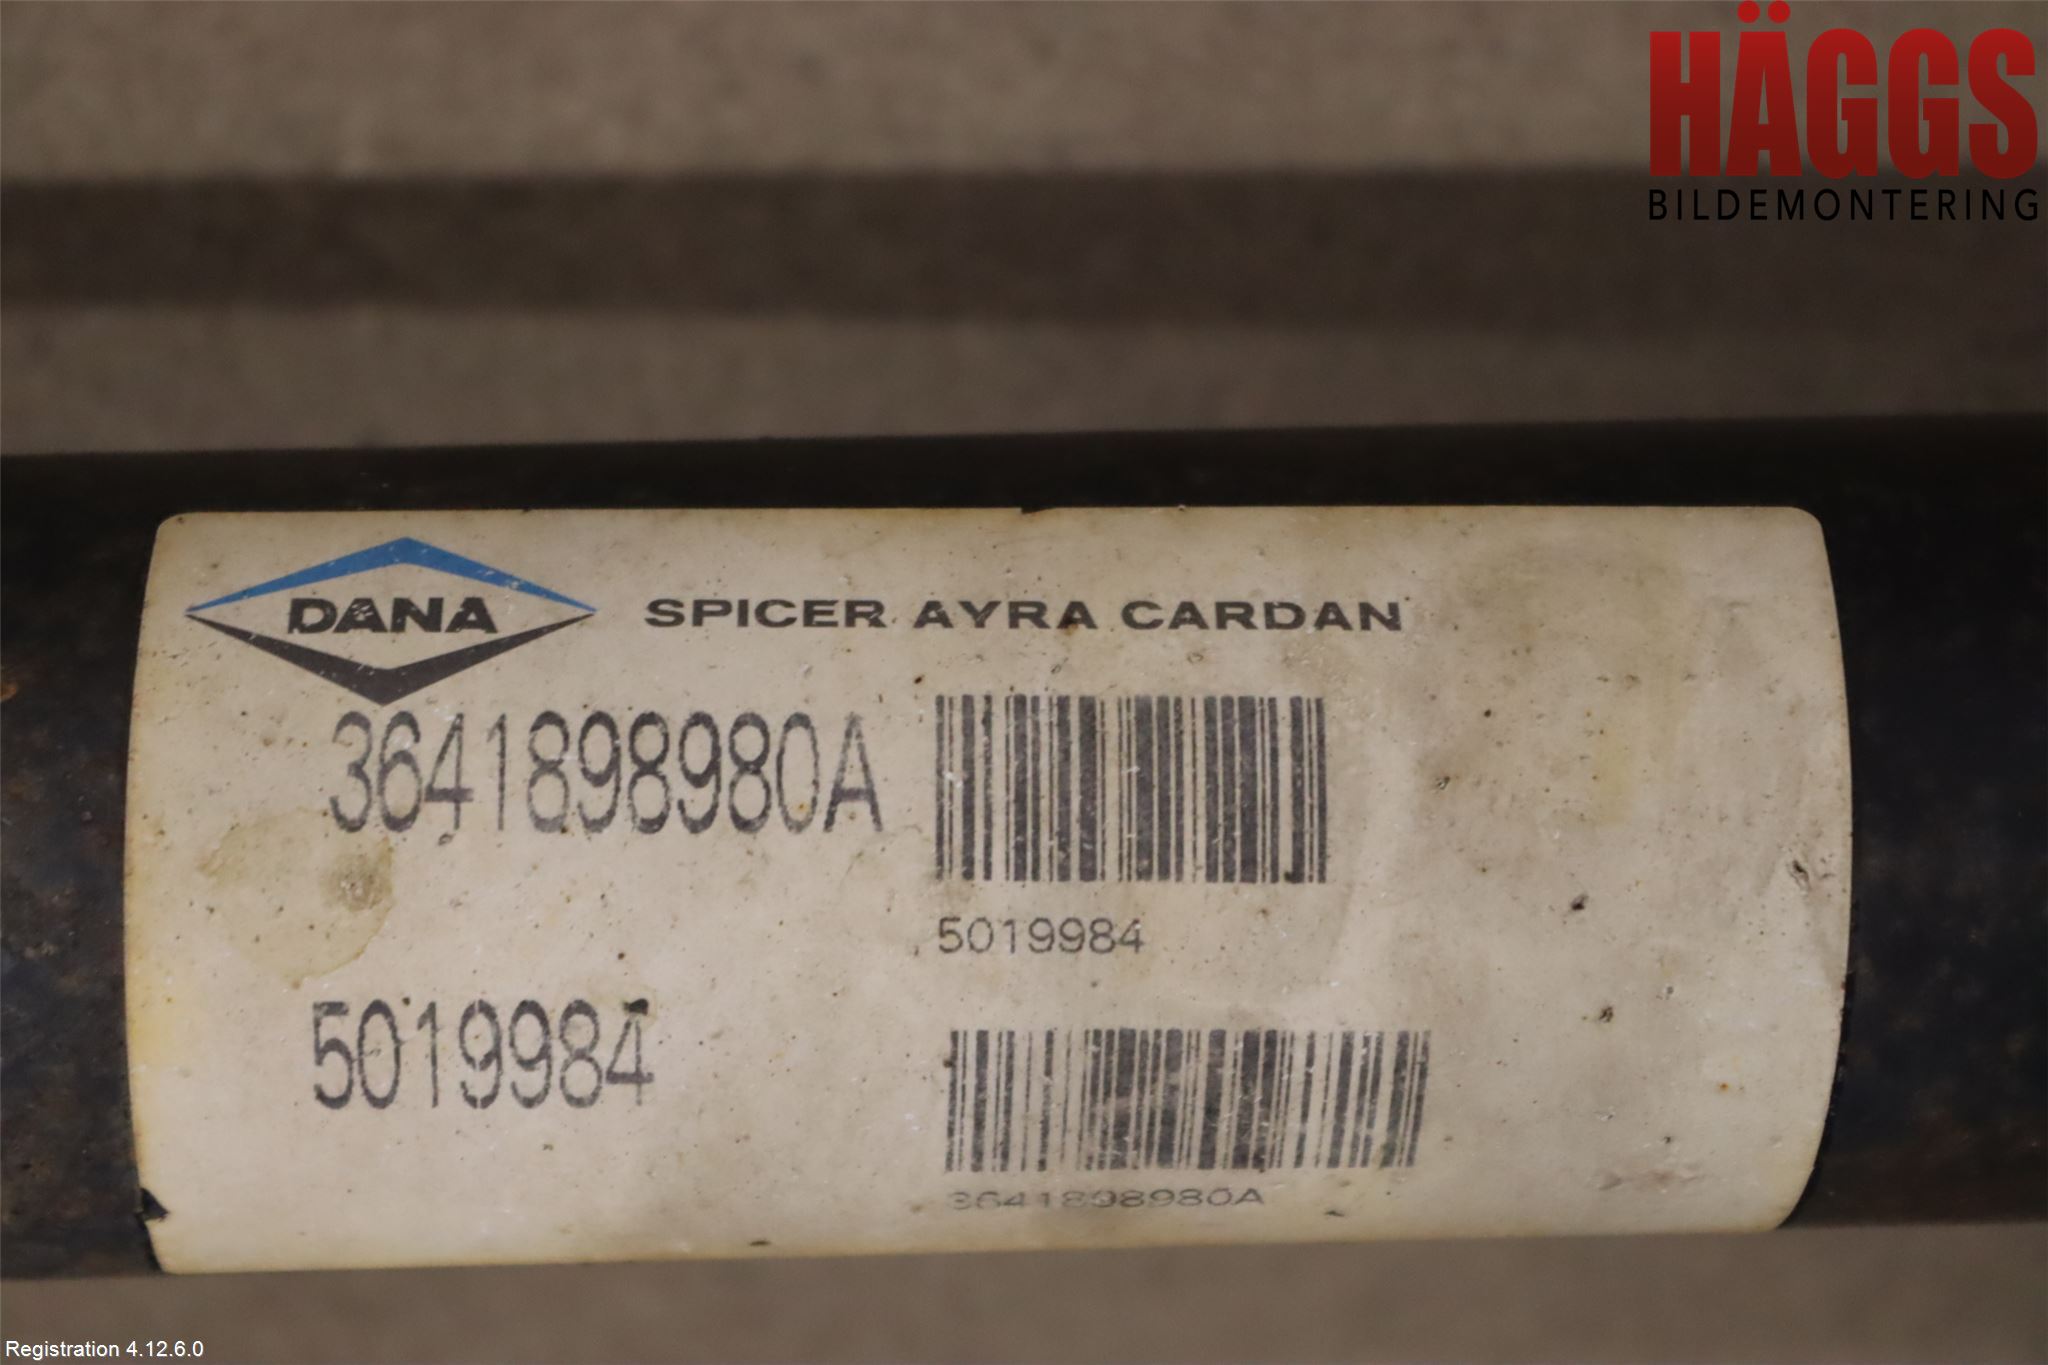 HÄGGS
BILDEMONTERING
DANA
SPICER AYRA CARDAN
3641898980A
5019984
5019984
3641898980A
Registration 4.12.6.0